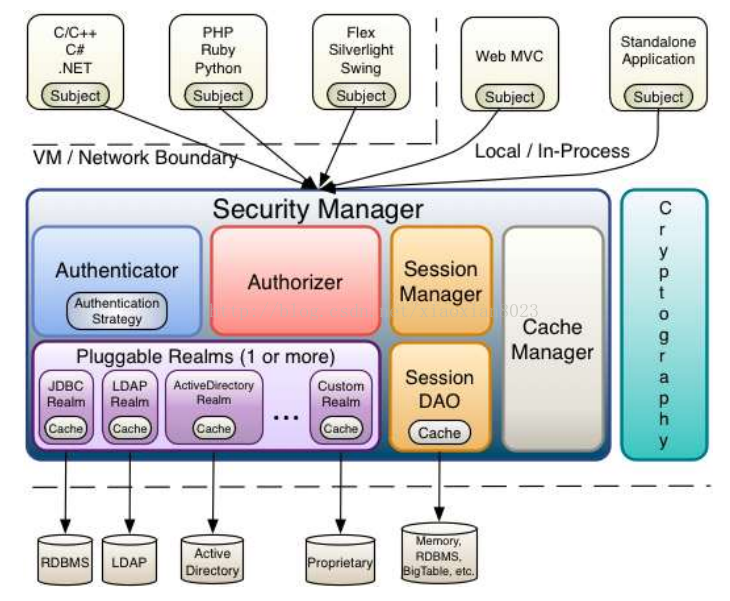 C/C++
C#
.NET
Subject
PHP
Ruby
Python
Subject
Flex
Silverlight
Swing
Subject
Web MVC
Subject
Standalone
Application
Subject
VM / Network Boundary
Local / In-Process
Security Manager
Authenticator
Authentication
Strategy
Authorizer
Session
Manager
Cache
Manager
Pluggable Realms (1 or more)
JDBC
Realm
Cache
LDAP
Realm
Cache
ActiveDirectory
Realm
Cache
...
Custom
Realm
Cache
Session
DAO
Cache
Cryptography
RDBMS
LDAP
Active
Directory
Proprietary
Memory,
RDBMS,
BigTable, etc.